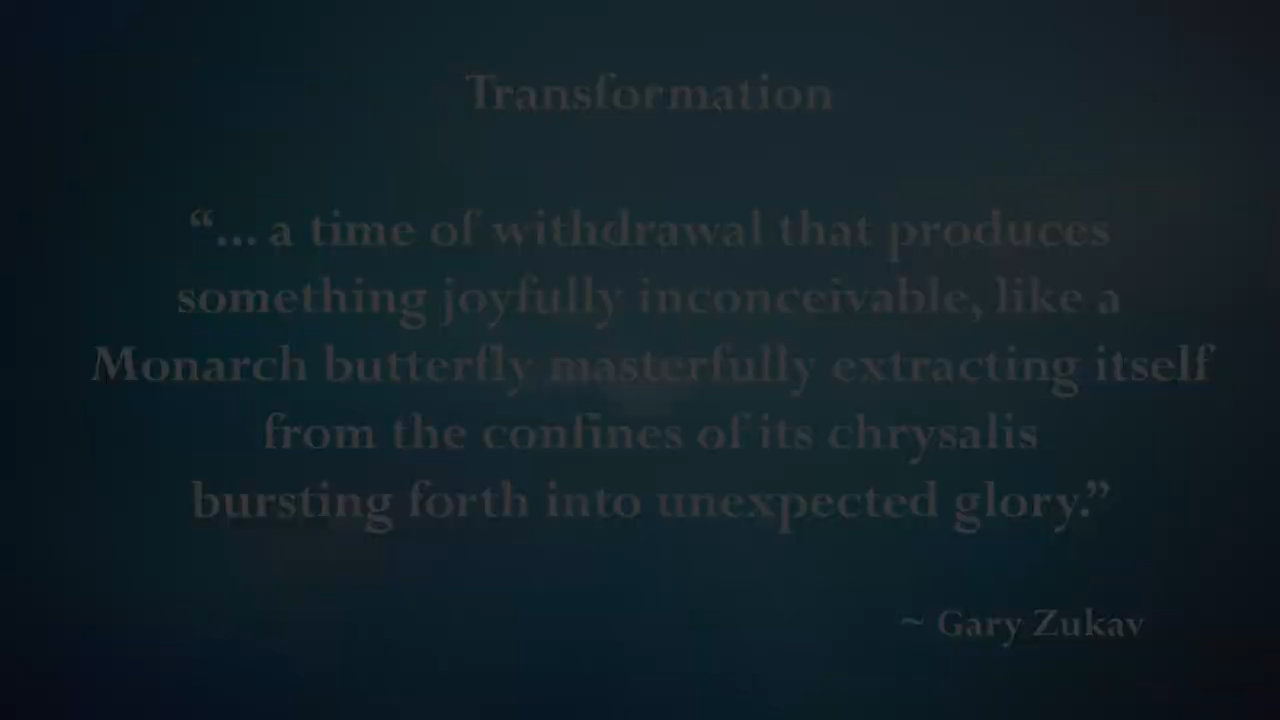 Transformation
“... a time of withdrawal that produces
something joyfully inconceivable, like a
Monarch butterfly masterfully extracting itself
from the confines of its chrysalis
bursting forth into unexpected glory.”
~ Gary Zukav